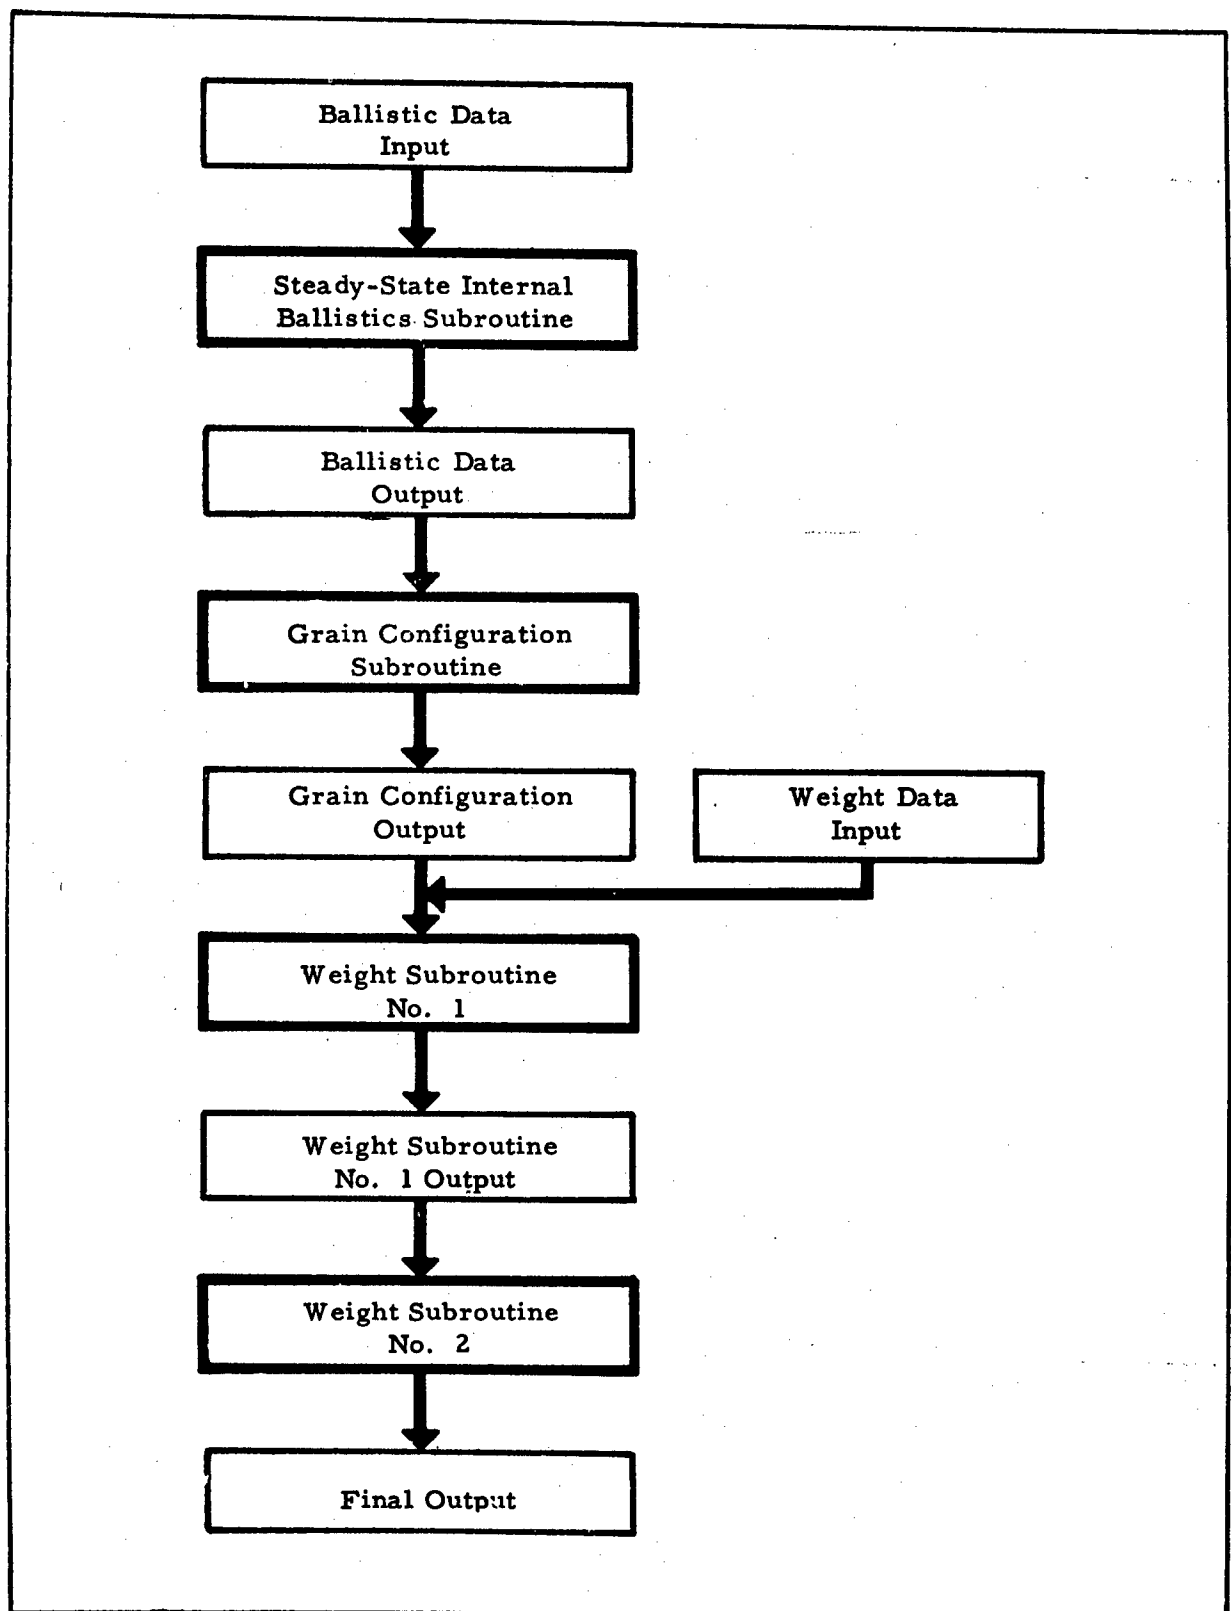 Ballistic Data
Input
Steady-State Internal
Ballistics Subroutine
Ballistic Data
Output
Grain Configuration
Subroutine
Grain Configuration
Output
Weight Data
Input
Weight Subroutine
No. 1
Weight Subroutine
No. 1 Output
Weight Subroutine
No. 2
Final Output